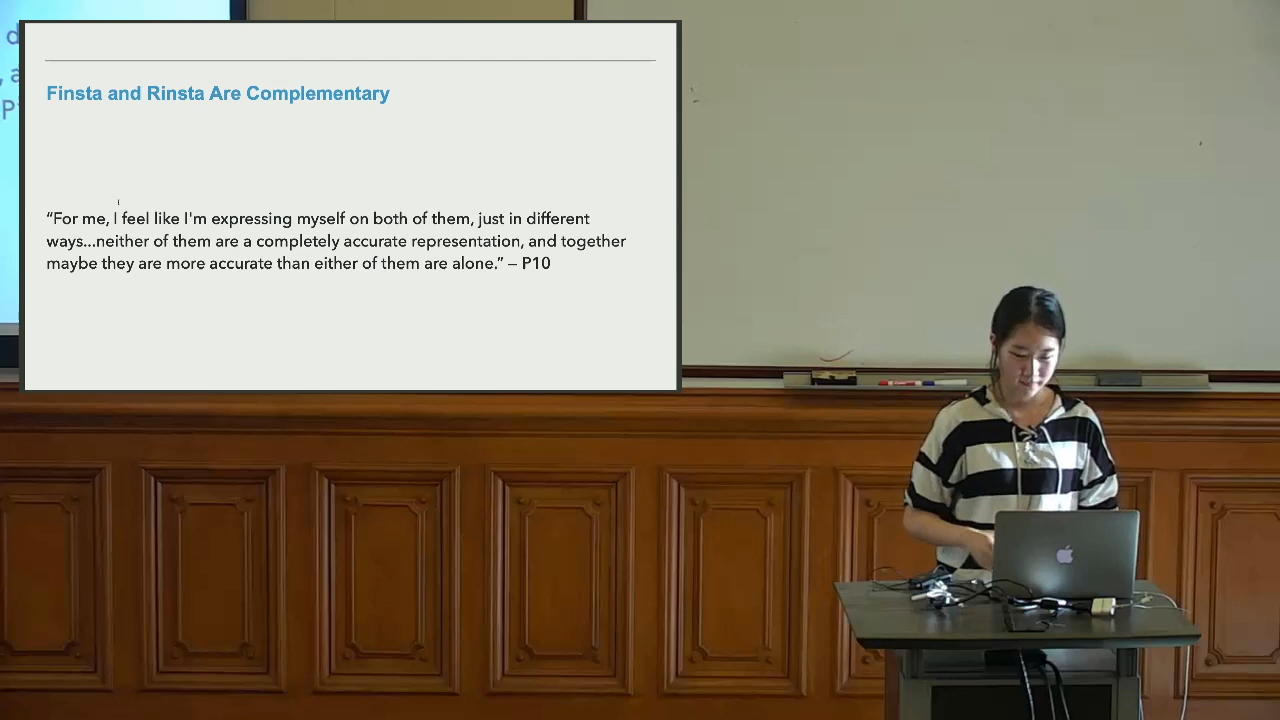 Finsta and Rinsta Are Complementary
“For me, I feel like I'm expressing myself on both of them, just in different
ways...neither of them are a completely accurate representation, and together
maybe they are more accurate than either of them are alone.” – P10